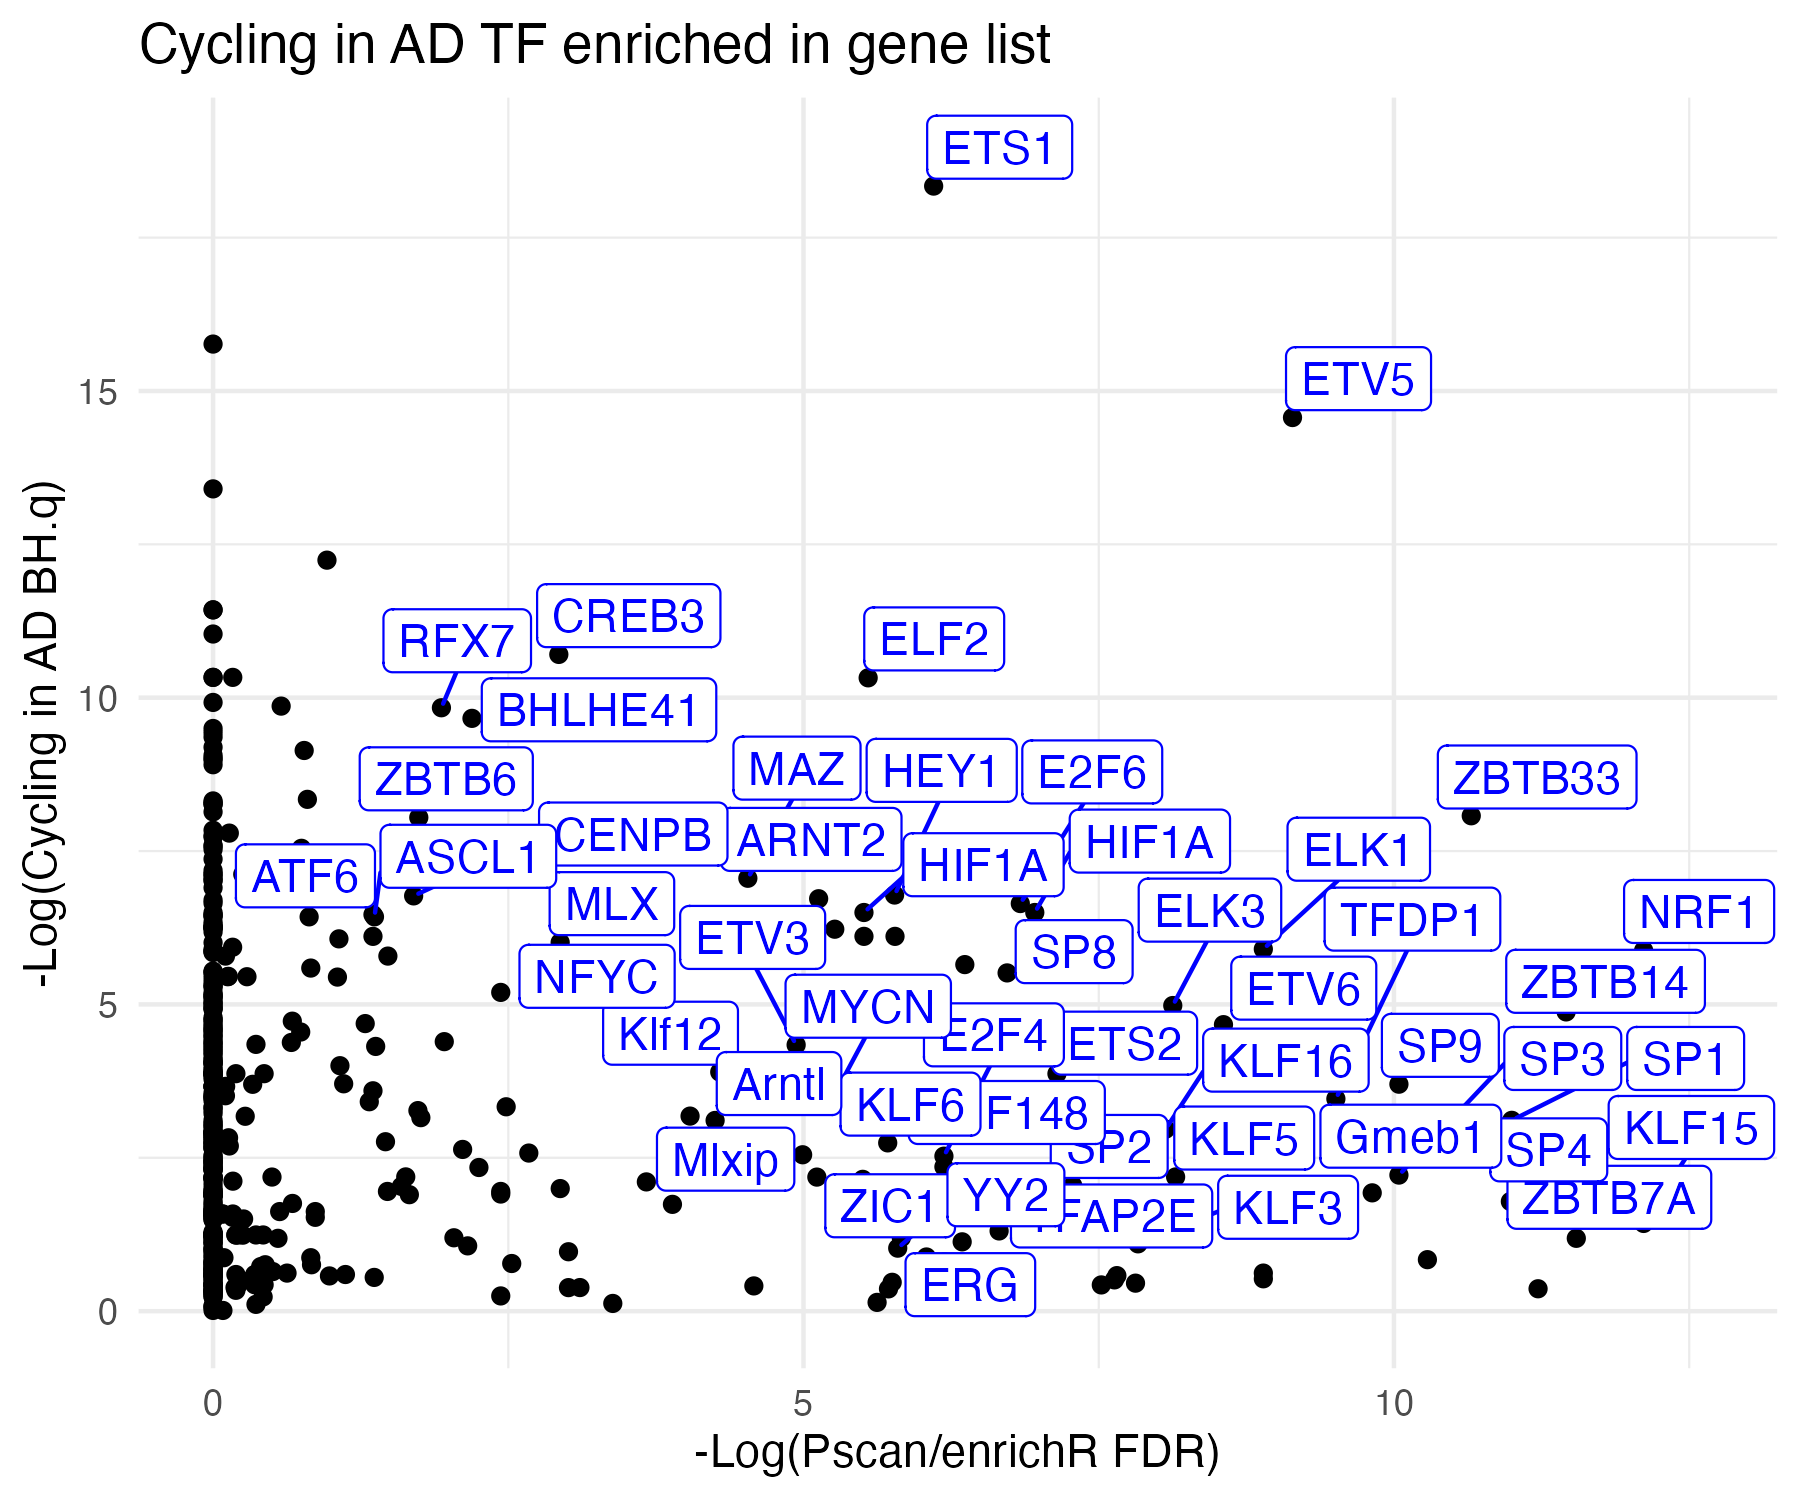 Cycling in AD TF enriched in gene list
-Log(Cycling in AD BH.q)
15
10
5
0
ETS1
ETV5
CREB3
RFX7
ELF2
BHLHE41
ZBTB6
MAZ
HEY1
E2F6
ZBTB33
CENPB
ARNT2
HIF1A
HIF1A
ELK1
ATF6
ASCL1
MLX
ETV3
SP8
ELK3
TFDP1
NRF1
NFYC
MYCN
ETV6
ZBTB14
Klf12
E2F4
ETS2
KLF16
SP9
SP3
SP1
Arntl
KLF6
F148
SP2
KLF5
Gmeb1
SP4
KLF15
Mlxip
ZIC1
YY2
FAP2E
KLF3
ZBTB7A
ERG
0
5
10
-Log(Pscan/enrichR FDR)